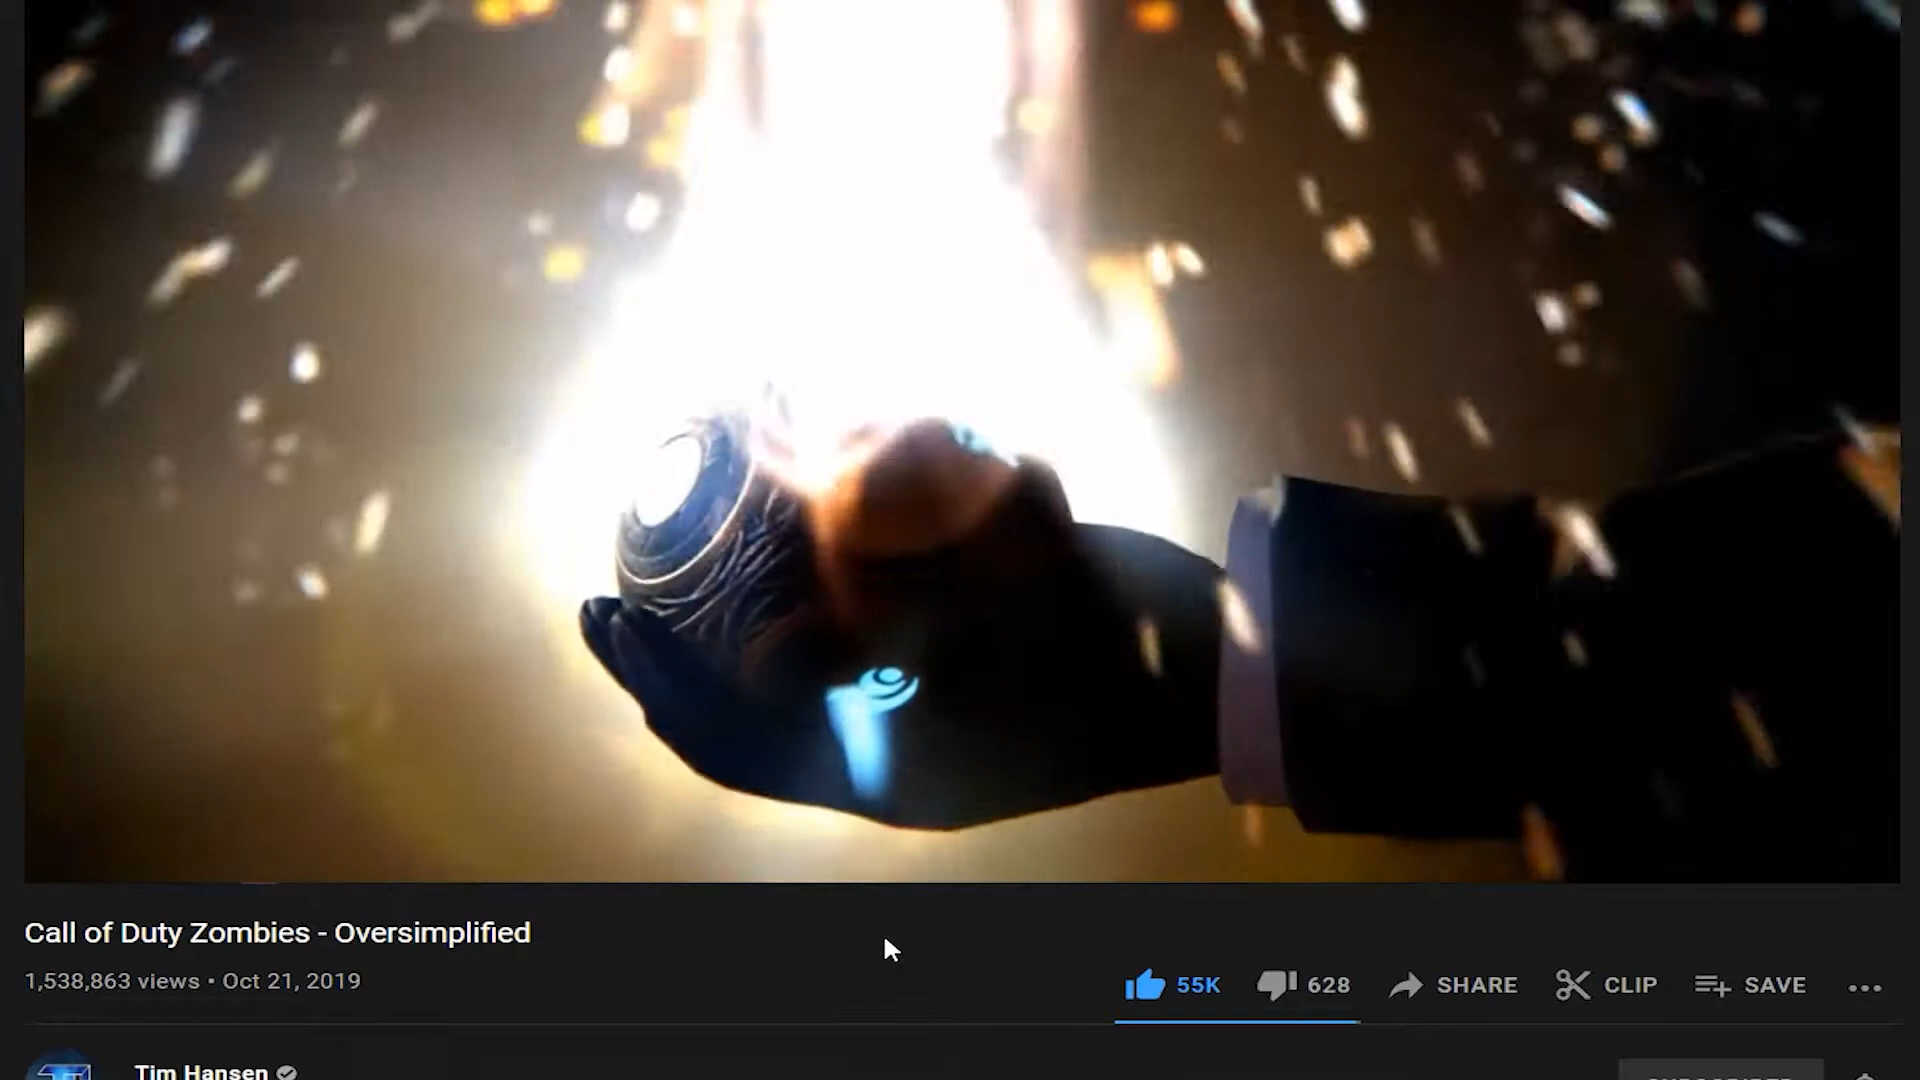 Call of Duty Zombies - Oversimplified
1,538,863 views • Oct 21, 2019
55K
628
SHARE
CLIP
SAVE
Tim Hansen